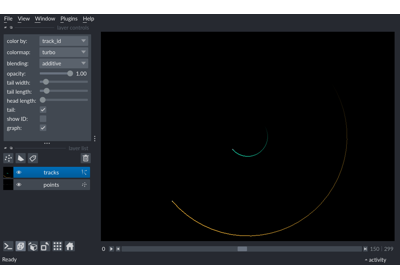 File View Window Plugins Help
layer controls
color by: track_id
colormap: turbo
blending: additive
opacity: 1.00
tail width:
tail length:
head length:
tail:
show ID:
graph:
layer list
tracks
points
0 150 | 299
Ready activity